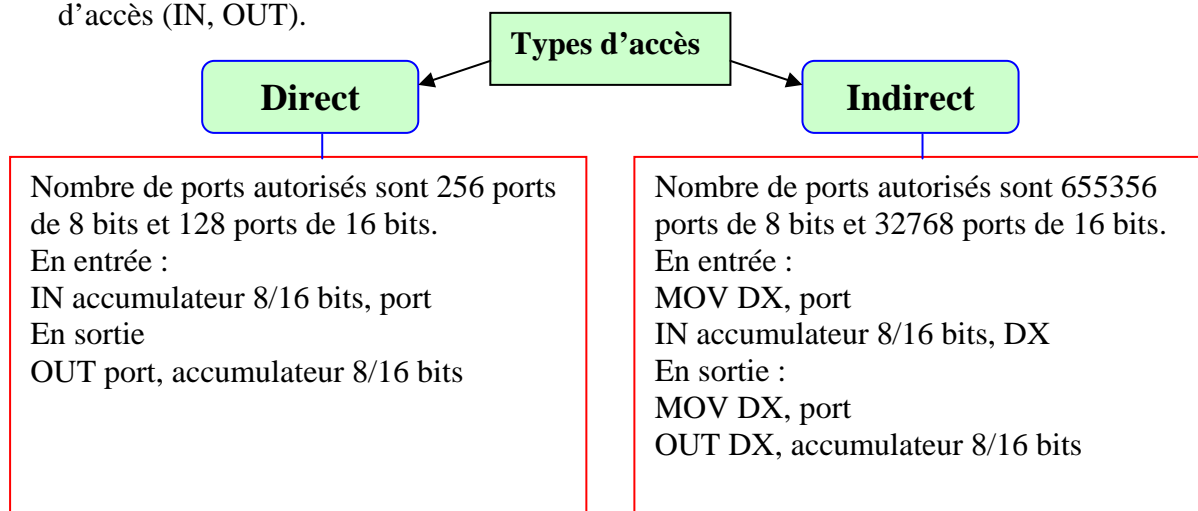 d’accès (IN, OUT).
Types d’accès
Direct
Indirect
Nombre de ports autorisés sont 256 ports
de 8 bits et 128 ports de 16 bits.
En entrée :
IN accumulateur 8/16 bits, port
En sortie
OUT port, accumulateur 8/16 bits
Nombre de ports autorisés sont 655356
ports de 8 bits et 32768 ports de 16 bits.
En entrée :
MOV DX, port
IN accumulateur 8/16 bits, DX
En sortie :
MOV DX, port
OUT DX, accumulateur 8/16 bits